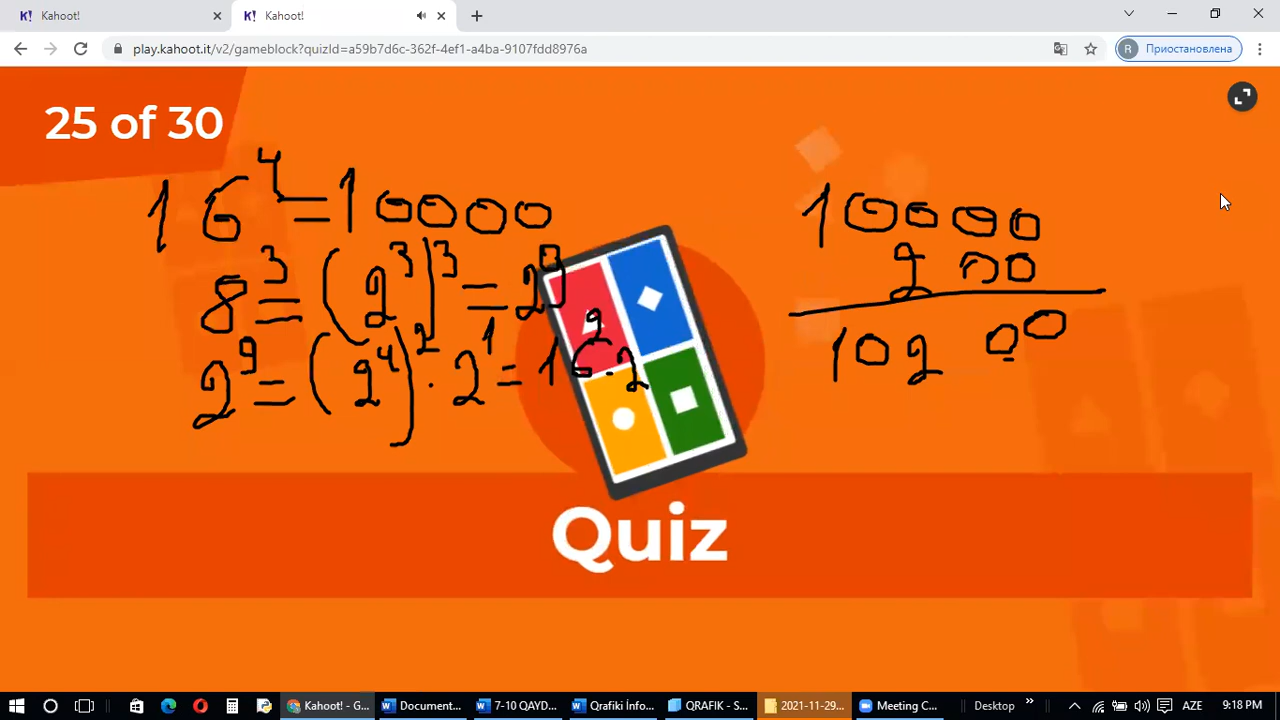 Kahoot!
Kahoot!
play.kahoot.it/v2/gameblock?quizId=a59b7d6c-362f-4ef1-a4ba-9107fdd8976a
R Приостановлена
25 of 30
16⁴=10000
8³=(2³)³=2⁹
2⁹=(2⁴)²·2¹=16²·2
10000
200
10200
Quiz
Kahoot! - G...
Document...
7-10 QAYD...
Qrafiki İnfo...
QRAFIK - S...
2021-11-29...
Meeting C...
Desktop
AZE
9:18 PM